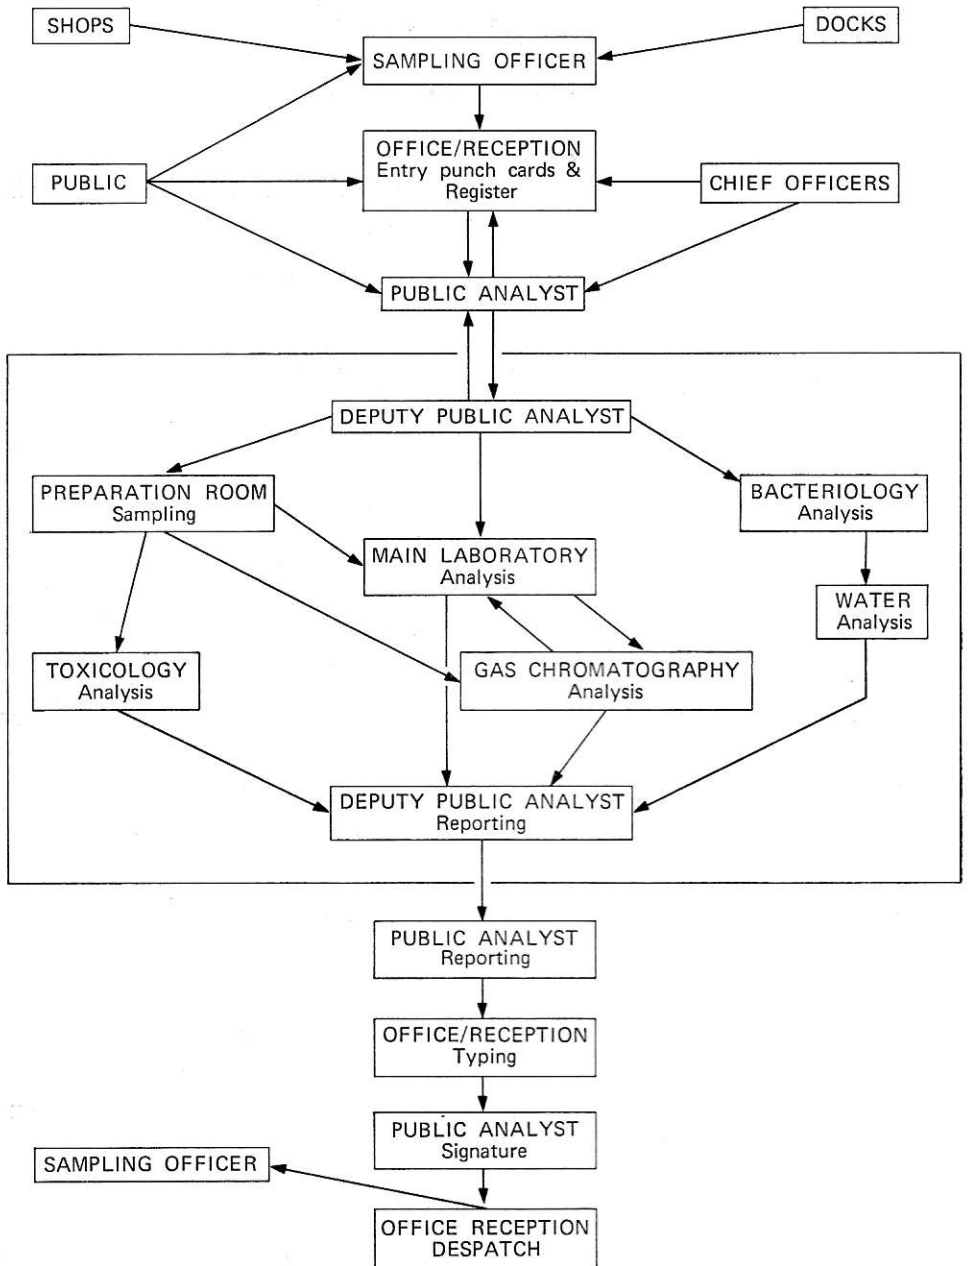 SHOPS
DOCKS
SAMPLING OFFICER
OFFICE/RECEPTION
Entry punch cards &
Register
PUBLIC
CHIEF OFFICERS
PUBLIC ANALYST
DEPUTY PUBLIC ANALYST
PREPARATION ROOM
Sampling
BACTERIOLOGY
Analysis
MAIN LABORATORY
Analysis
WATER
Analysis
TOXICOLOGY
Analysis
GAS CHROMATOGRAPHY
Analysis
DEPUTY PUBLIC ANALYST
Reporting
PUBLIC ANALYST
Reporting
OFFICE/RECEPTION
Typing
PUBLIC ANALYST
Signature
SAMPLING OFFICER
OFFICE RECEPTION
DESPATCH